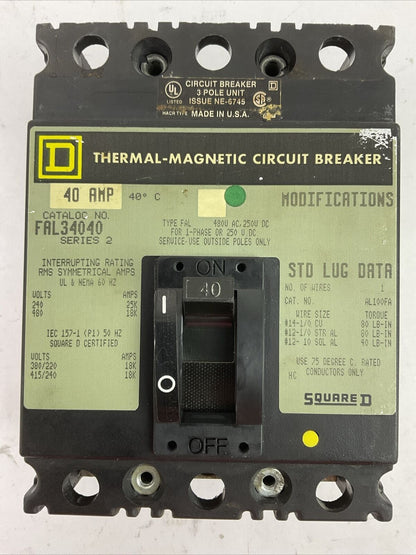 UL
LISTED
CIRCUIT BREAKER
3 POLE UNIT
ISSUE NE-6745
HACR TYPE MADE IN U.S.A.
THERMAL-MAGNETIC CIRCUIT BREAKER
40 AMP 40° C
CATALOG NO.
FAL34040
SERIES 2
TYPE FAL 480V AC, 250V DC
FOR 1-PHASE OR 250 V DC
SERVICE-USE OUTSIDE POLES ONLY
MODIFICATIONS
INTERRUPTING RATING
RMS SYMMETRICAL AMPS
UL & NEMA 60 HZ
VOLTS AMPS
240 25K
480 18K
IEC 157-1 (P1) 50 HZ
SQUARE D CERTIFIED
VOLTS AMPS
380/220 18K
415/240 18K
ON
40
I
O
OFF
STD LUG DATA
NO. OF WIRES 1
CAT. NO. AL100FA
WIRE SIZE TORQUE
#14-1/0 CU 80 LB-IN
#12-1/0 STR AL 80 LB-IN
#12- 10 SOL AL 40 LB-IN
USE 75 DEGREE C. RATED
CONDUCTORS ONLY
HC
SQUARE D